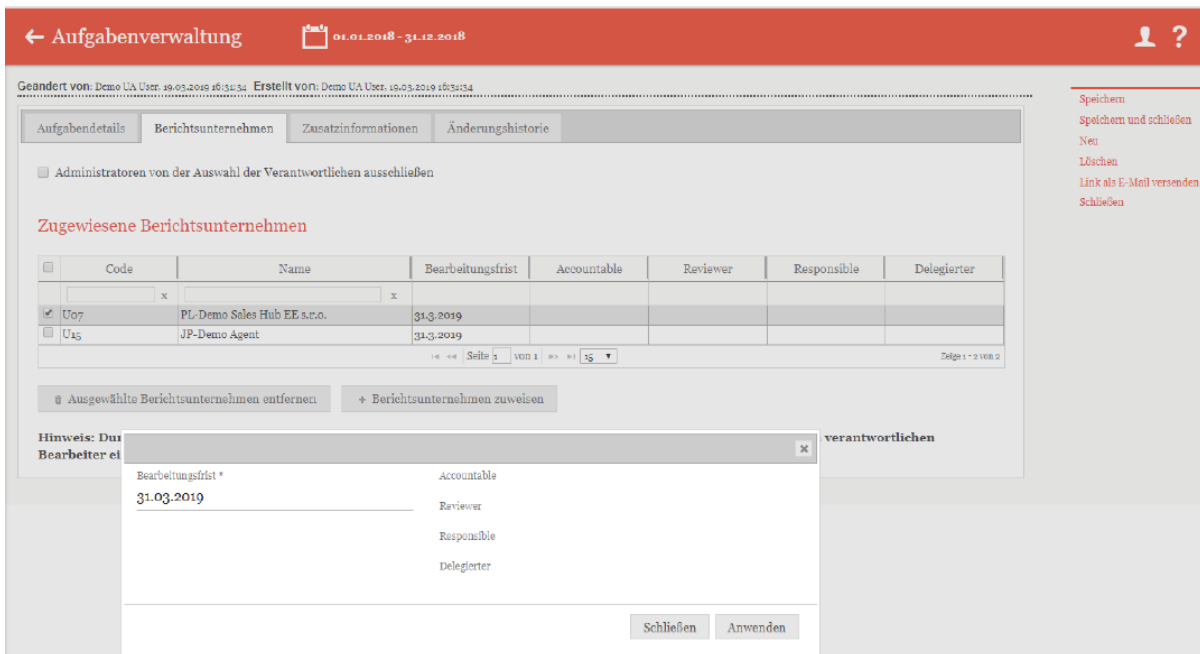 ← Aufgabenverwaltung
01.01.2018 - 31.12.2018
?
Geändert von: Demo UA User, 19.03.2019 16:31:34 Erstellt von: Demo UA User, 19.03.2019 16:31:34
Speichern
Speichern und schließen
Neu
Löschen
Link als E-Mail versenden
Schließen
Aufgabendetails Berichtsunternehmen Zusatzinformationen Änderungshistorie
Administratoren von der Auswahl der Verantwortlichen ausschließen
Zugewiesene Berichtsunternehmen
Code Name Bearbeitungsfrist Accountable Reviewer Responsible Delegierter
x x
U07 PL-Demo Sales Hub EE s.r.o. 31.3.2019
U15 JP-Demo Agent 31.3.2019
Seite 1 von 1 15 Zeige 1 - 2 von 2
Ausgewählte Berichtsunternehmen entfernen + Berichtsunternehmen zuweisen
Hinweis: Dur verantwortlichen
Bearbeiter ei
x
Bearbeitungsfrist * Accountable
31.03.2019
Reviewer
Responsible
Delegierter
Schließen Anwenden